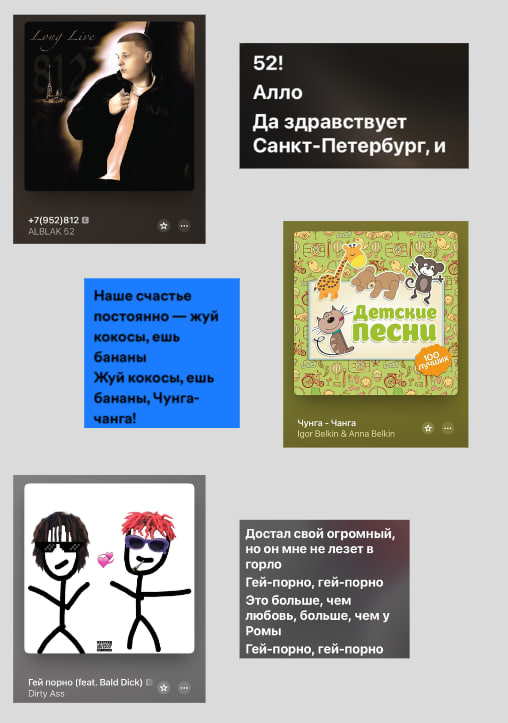 Long Live
812
52!
Алло
Да здравствует
Санкт-Петербург, и
+7(952)812 E
ALBLAK 52
Наше счастье
постоянно — жуй
кокосы, ешь
бананы
Жуй кокосы, ешь
бананы, Чунга-
чанга!
Детские
песни
100
лучших
Чунга - Чанга
Igor Belkin & Anna Belkin
Достал свой огромный,
но он мне не лезет в
горло
Гей-порно, гей-порно
Это больше, чем
любовь, больше, чем у
Ромы
Гей-порно, гей-порно
Гей порно (feat. Bald Dick) E
Dirty Ass